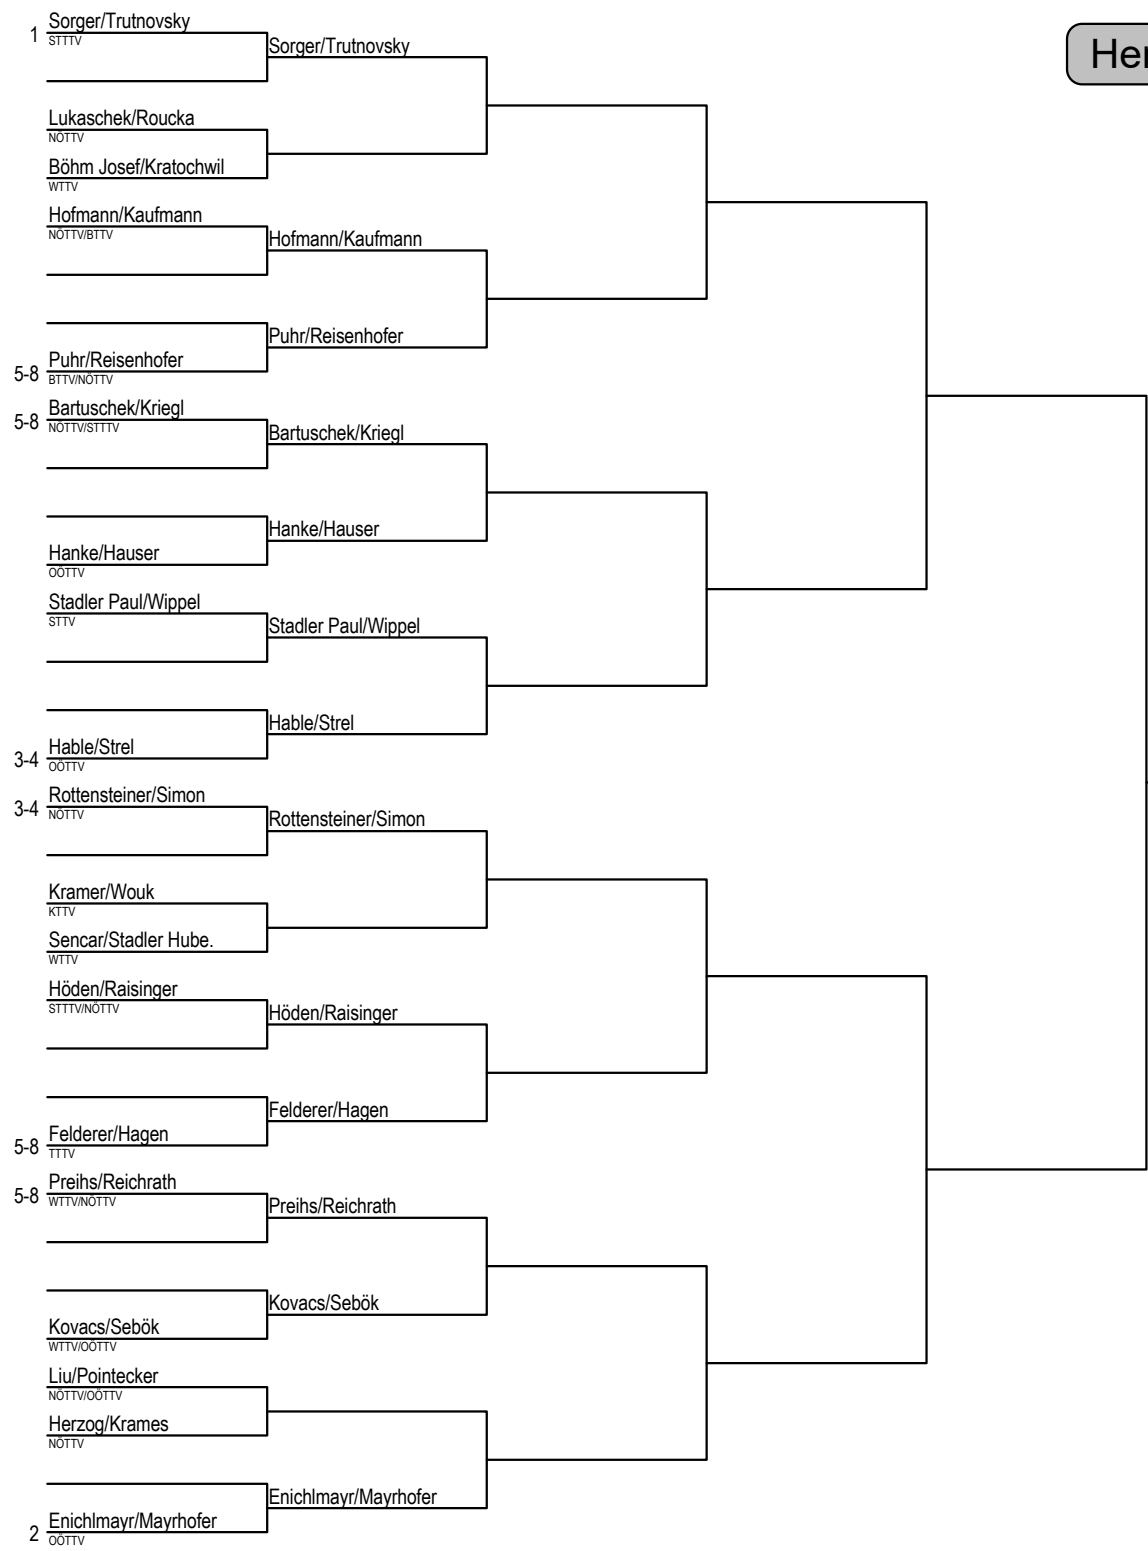 Her
1 Sorger/Trutnovsky
STTTV
Sorger/Trutnovsky
Lukaschek/Roucka
NÖTTV
Böhm Josef/Kratochwil
WTTV
Hofmann/Kaufmann
NÖTTV/BTTV
Hofmann/Kaufmann
Puhr/Reisenhofer
5-8 Puhr/Reisenhofer
BTTV/NÖTTV
5-8 Bartuschek/Kriegl
NÖTTV/STTTV
Bartuschek/Kriegl
Hanke/Hauser
Hanke/Hauser
OÖTTV
Stadler Paul/Wippel
STTV
Stadler Paul/Wippel
Hable/Strel
3-4 Hable/Strel
OÖTTV
3-4 Rottensteiner/Simon
NÖTTV
Rottensteiner/Simon
Kramer/Wouk
KTTV
Sencar/Stadler Hube.
WTTV
Höden/Raisinger
STTTV/NÖTTV
Höden/Raisinger
Felderer/Hagen
5-8 Felderer/Hagen
TTTV
5-8 Preihs/Reichrath
WTTV/NÖTTV
Preihs/Reichrath
Kovacs/Sebök
Kovacs/Sebök
WTTV/OÖTTV
Liu/Pointecker
NÖTTV/OÖTTV
Herzog/Krames
NÖTTV
Enichlmayr/Mayrhofer
2 Enichlmayr/Mayrhofer
OÖTTV